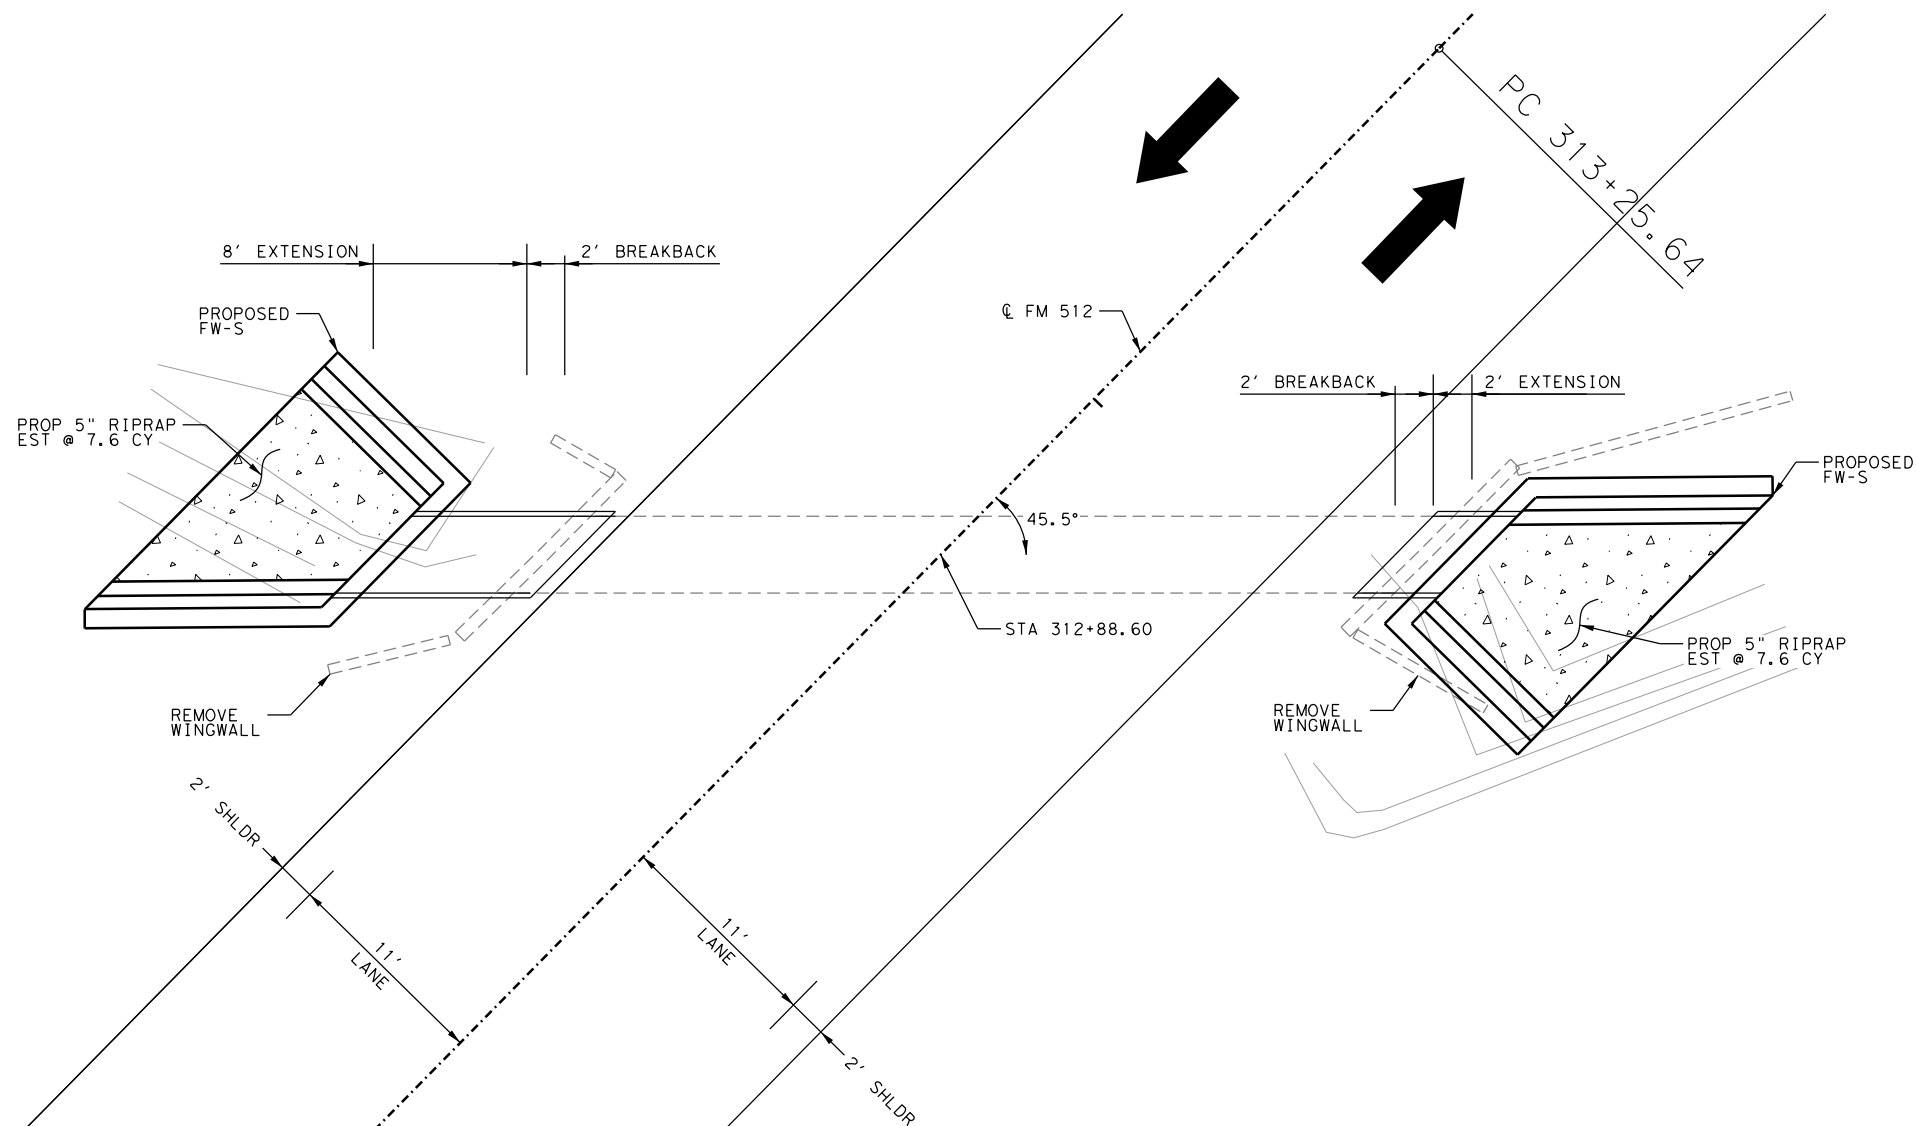 PC 313+25.64
8' EXTENSION
2' BREAKBACK
PROPOSED
FW-S
℄ FM 512
2' BREAKBACK
2' EXTENSION
PROP 5" RIPRAP
EST @ 7.6 CY
PROPOSED
FW-S
45.5°
STA 312+88.60
PROP 5" RIPRAP
EST @ 7.6 CY
REMOVE
WINGWALL
REMOVE
WINGWALL
2' SHLDR
11'
LANE
11'
LANE
2' SHLDR